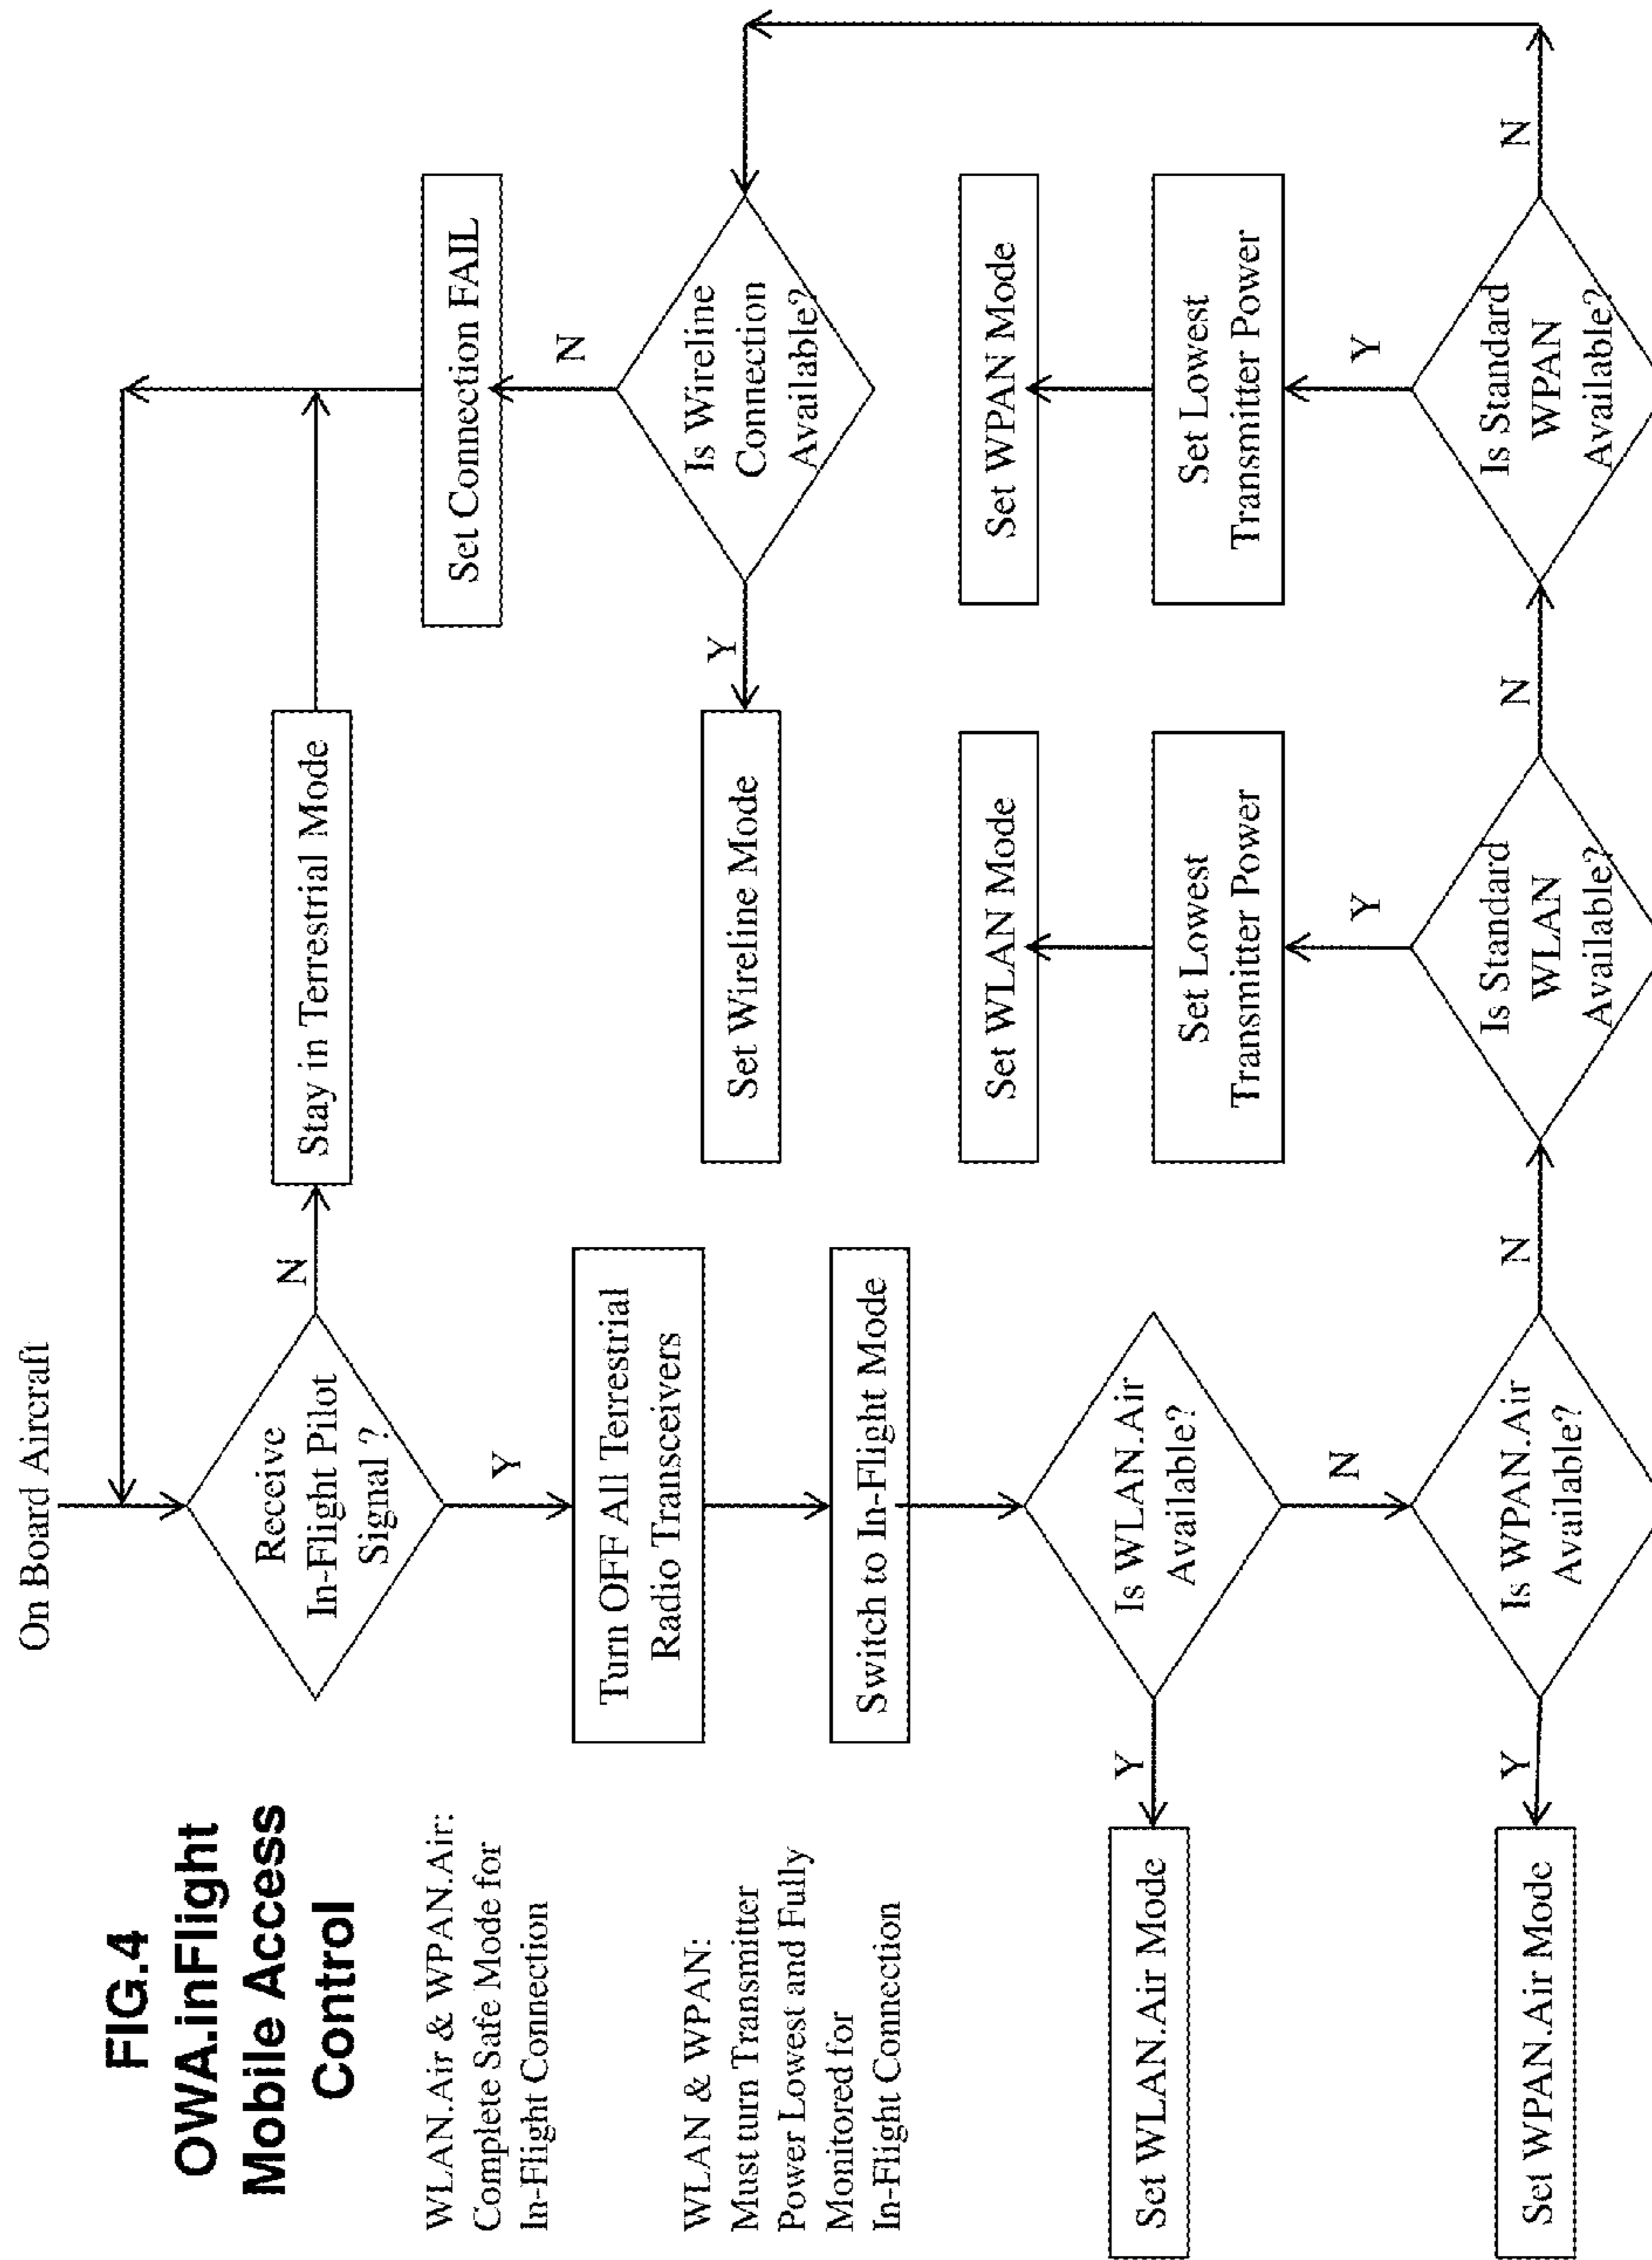 FIG.4
OWA.inFlight
Mobile Access
Control
WLAN.Air & WPAN.Air:
Complete Safe Mode for
In-Flight Connection
WLAN & WPAN:
Must turn Transmitter
Power Lowest and Fully
Monitored for
In-Flight Connection
On Board Aircraft
Receive
In-Flight Pilot
Signal ?
N
Stay in Terrestrial Mode
Y
Turn OFF All Terrestrial
Radio Transceivers
Switch to In-Flight Mode
Is WLAN.Air
Available?
Y
Set WLAN.Air Mode
N
Is WPAN.Air
Available?
Y
Set WPAN.Air Mode
N
Is Standard
WLAN
Available?
Y
Set Lowest
Transmitter Power
Set WLAN Mode
N
Is Standard
WPAN
Available?
Y
Set Lowest
Transmitter Power
Set WPAN Mode
N
Is Wireline
Connection
Available?
Y
Set Wireline Mode
N
Set Connection FAIL